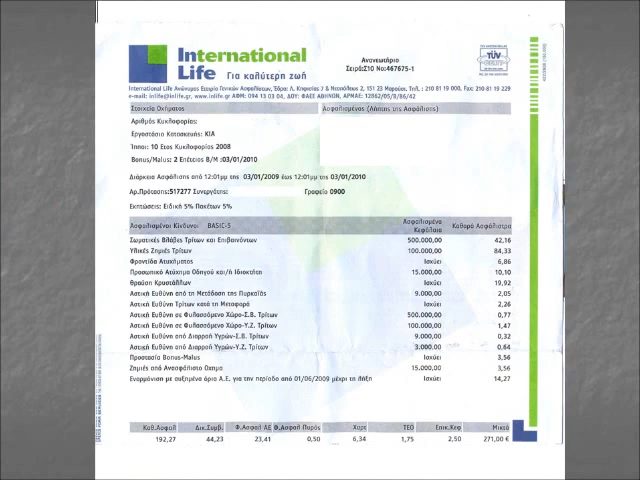 International
Life Για καλύτερη ζωή
Ανανεωτήριο
Σειρά:Σ10 Νο:467675-1
International Life Ανώνυμος Εταιρία Γενικών Ασφαλίσεων, Έδρα: Λ. Κηφισίας 7 & Νεαπόλεως 2, 151 23 Μαρούσι, Τηλ.: 210 81 19 000, Fax: 210 81 19 229
e-mail: inlife@inlife.gr, www.inlife.gr ΑΦΜ: 094 13 03 04, ΔΟΥ: ΦΑΕΕ ΑΘΗΝΩΝ, ΑΡΜΑΕ: 12862/05/Β/86/42
Στοιχεία Οχήματος Ασφαλισμένος (Λήπτης της Ασφάλισης)
Αριθμός Κυκλοφορίας:
Εργοστάσιο Κατασκευής: KIA
Ίπποι: 10 Ετος Κυκλοφορίας 2008
Bonus/Malus: 2 Επέτειος B/M :03/01/2010
Διάρκεια Ασφάλισης από 12:01μμ της 03/01/2009 έως 12:01μμ της 03/01/2010
Αρ.Πρότασης:517277 Συνεργάτης: Γραφείο 0900
Εκπτώσεις: Ειδική 5% Πακέτων 5%
Ασφαλισμένοι Κίνδυνοι BASIC-5 Ασφαλισμένα Κεφάλαια Καθαρά Ασφάλιστρα
Σωματικές Βλάβες Τρίτων και Επιβαινόντων 500.000,00 42,16
Υλικές Ζημιές Τρίτων 100.000,00 84,33
Φροντίδα Ατυχήματος Ισχύει 6,86
Προσωπικό Ατύχημα Οδηγού και/ή Ιδιοκτήτη 15.000,00 10,10
Θραύση Κρυστάλλων Ισχύει 19,92
Αστική Ευθύνη από τη Μετάδοση της Πυρκαϊάς 9.000,00 2,05
Αστική Ευθύνη Τρίτων κατά τη Μεταφορά Ισχύει 2,26
Αστική Ευθύνη σε Φυλασσόμενο Χώρο-Σ.Β. Τρίτων 500.000,00 0,77
Αστική Ευθύνη σε Φυλασσόμενο Χώρο-Υ.Ζ. Τρίτων 100.000,00 1,47
Αστική Ευθύνη από Διαρροή Υγρών-Σ.Β. Τρίτων 9.000,00 0,32
Αστική Ευθύνη από Διαρροή Υγρών-Υ.Ζ. Τρίτων 3.000,00 0,64
Προστασία Bonus-Malus Ισχύει 3,56
Ζημιές από Ανασφάλιστο Οχημα 15.000,00 3,56
Εναρμόνιση με αυξημένα όρια Α.Ε. για την περίοδο από 01/06/2009 μέχρι τη λήξη Ισχύει 14,27
Καθ.Ασφαλ Δικ.Συμβ. Φ.Ασφαλ ΑΕ Φ.Ασφαλ Πυρός Χαρτ ΤΕΟ Επικ.Κεφ Μικτά
192,27 44,23 23,41 0,50 6,34 1,75 2,50 271,00 €